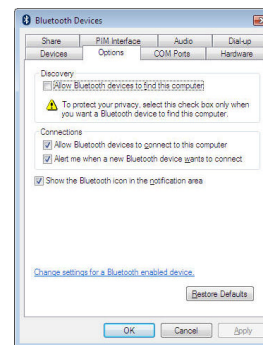 Bluetooth Devices
Share PIM Interface Audio Dial-up
Devices Options COM Ports Hardware
Discovery
Allow Bluetooth devices to find this computer
To protect your privacy, select this check box only when
you want a Bluetooth device to find this computer.
Connections
Allow Bluetooth devices to connect to this computer
Alert me when a new Bluetooth device wants to connect
Show the Bluetooth icon in the notification area
Change settings for a Bluetooth enabled device.
Restore Defaults
OK Cancel Apply